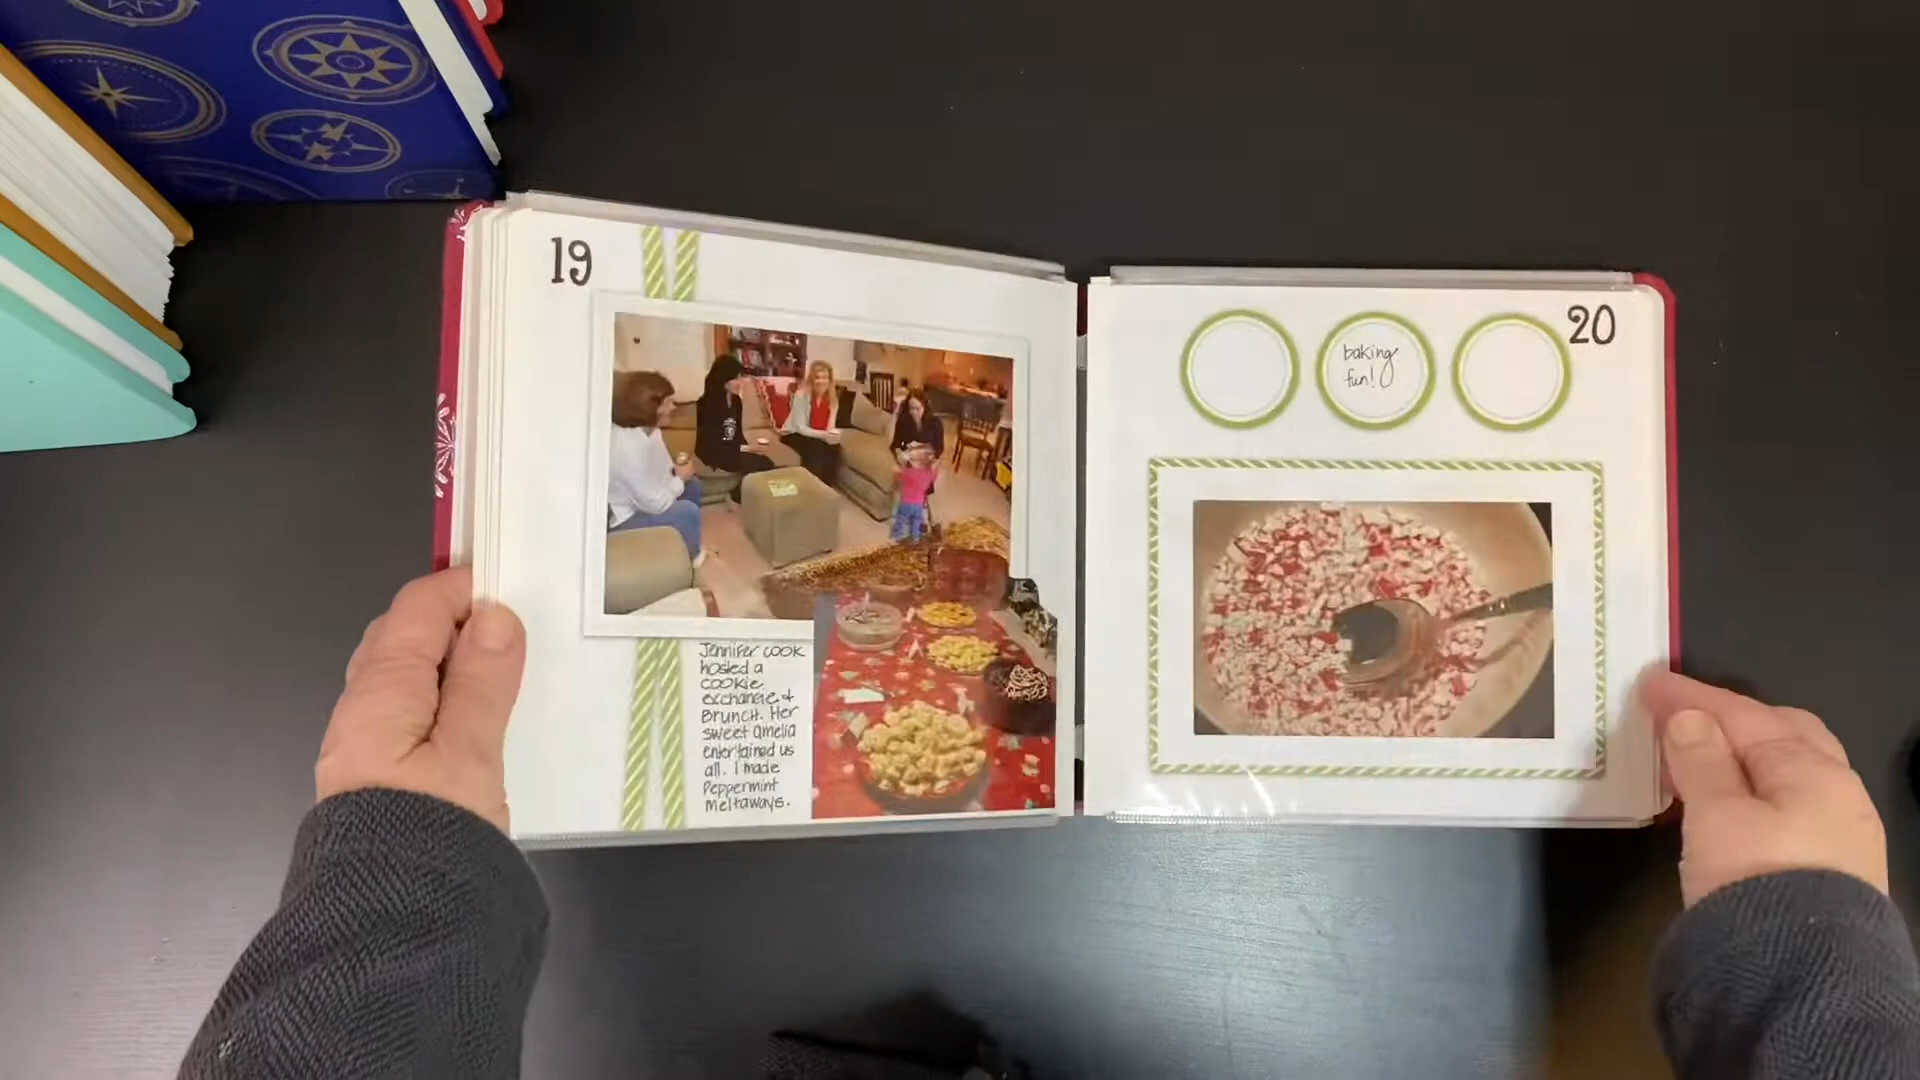 19
Jennifer cook
hosted a
cookie
exchange &
Brunch. Her
sweet amelia
entertained us
all. I made
Peppermint
meltaways.
20
baking
fun!